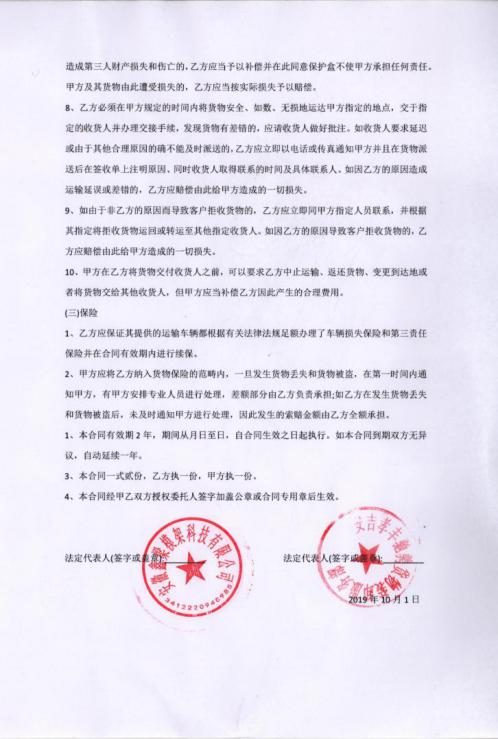 造成第三人财产损失和伤亡的，乙方应当予以补偿并在此同意保护盒不使甲方承担任何责任。
甲方及其货物由此遭受损失的，乙方应当按实际损失予以赔偿。
8、乙方必须在甲方规定的时间内将货物安全、如数、无损地运达甲方指定的地点，交于指
定的收货人并办理交接手续，发现货物有差错的，应请收货人做好批注。如收货人要求延迟
或由于其他合理原因的确不能及时派送的，乙方应立即以电话或传真通知甲方并且在货物派
送后在签收单上注明原因、同时收货人取得联系的时间及具体联系人。如因乙方的原因造成
运输延误或差错的，乙方应赔偿由此给甲方造成的一切损失。
9、如由于非乙方的原因而导致客户拒收货物的，乙方应立即同甲方指定人员联系，并根据
其指定将拒收货物运回或转运至其他指定收货人。如因乙方的原因导致客户拒收货物的，乙
方应赔偿由此给甲方造成的一切损失。
10、甲方在乙方将货物交付收货人之前，可以要求乙方中止运输、返还货物、变更到达地或
者将货物交给其他收货人，但甲方应当补偿乙方因此产生的合理费用。
(三)保险
1、乙方应保证其提供的运输车辆都根据有关法律法规足额办理了车辆损失保险和第三责任
保险并在合同有效期内进行续保。
2、甲方应将乙方纳入货物保险的范畴内，一旦发生货物丢失和货物被盗，在第一时间内通
知甲方，有甲方安排专业人员进行处理，差额部分由乙方负责承担;如乙方在发生货物丢失
和货物被盗后，未及时通知甲方进行处理，因此发生的索赔金额由乙方全额承担。
1、本合同有效期 2 年，期间从月日至日，自合同生效之日起执行。如本合同到期双方无异
议，自动延续一年。
3、本合同一式贰份，乙方执一份，甲方执一份。
4、本合同经甲乙双方授权委托人签字加盖公章或合同专用章后生效。
法定代表人(签字或盖章):
安徽鑫梁模架科技有限公司
3413220940985
法定代表人(签字或盖章):
2019 年 10 月 1 日